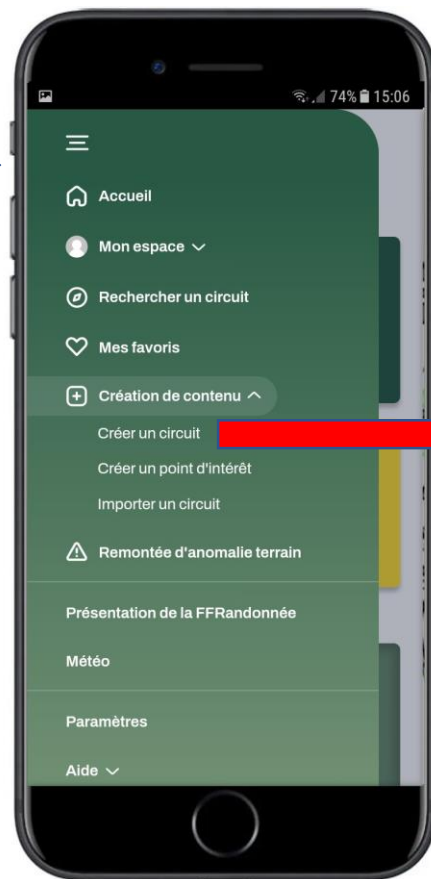 74% 15:06
Accueil
Mon espace
Rechercher un circuit
Mes favoris
Création de contenu
Créer un circuit
Créer un point d'intérêt
Importer un circuit
Remontée d'anomalie terrain
Présentation de la FFRandonnée
Météo
Paramètres
Aide